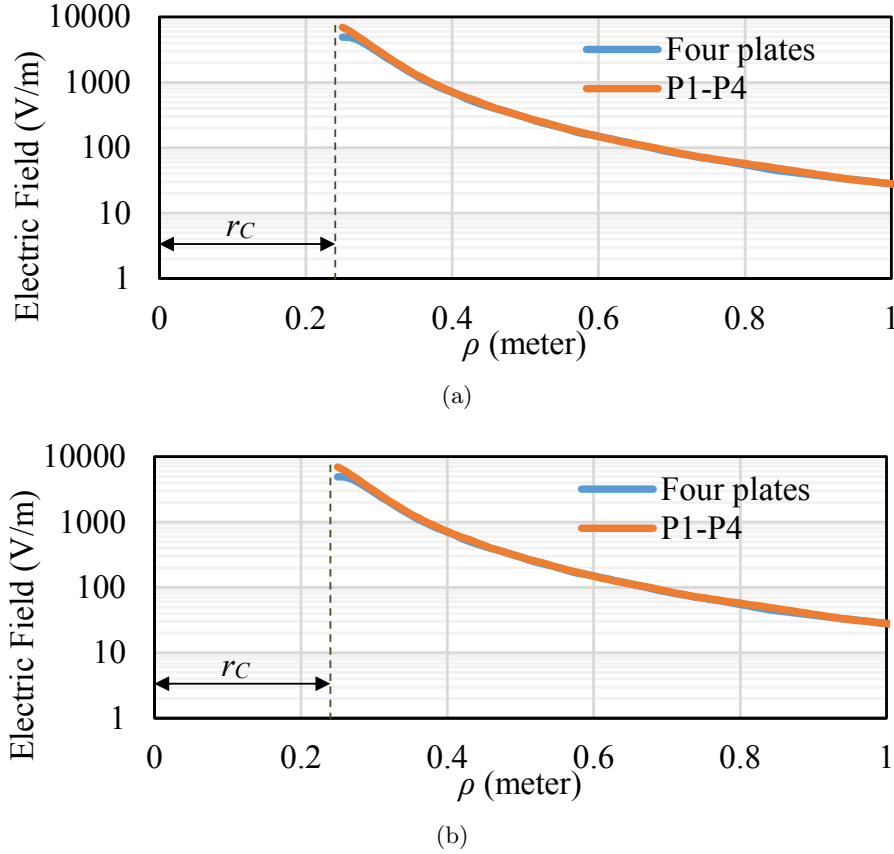 10000
1000
100
10
1
Electric Field (V/m)
Four plates
P1-P4
r_C
0 0.2 0.4 0.6 0.8 1
ρ (meter)
(a)
10000
1000
100
10
1
Electric Field (V/m)
Four plates
P1-P4
r_C
0 0.2 0.4 0.6 0.8 1
ρ (meter)
(b)